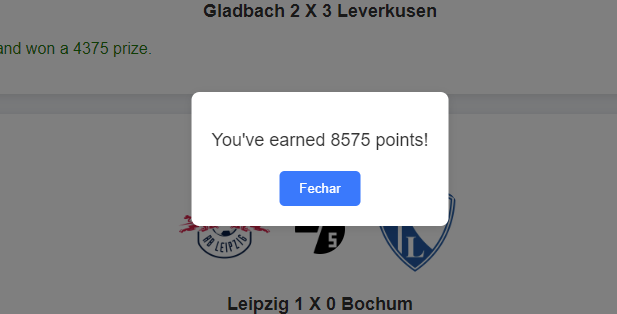 Gladbach 2 X 3 Leverkusen
and won a 4375 prize.
You've earned 8575 points!
Fechar
RB LEIPZIG
5
L
Leipzig 1 X 0 Bochum